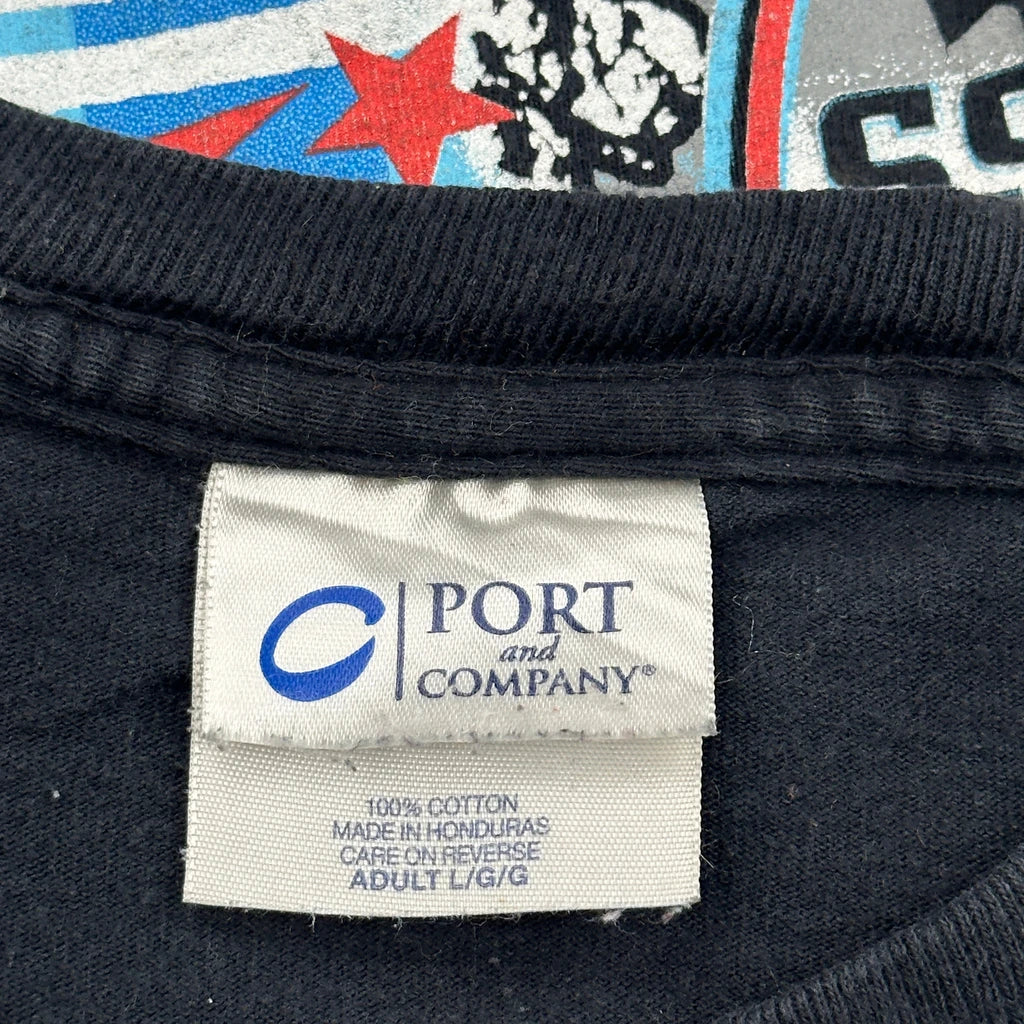 PORT
and
COMPANY®
100% COTTON
MADE IN HONDURAS
CARE ON REVERSE
ADULT L/G/G